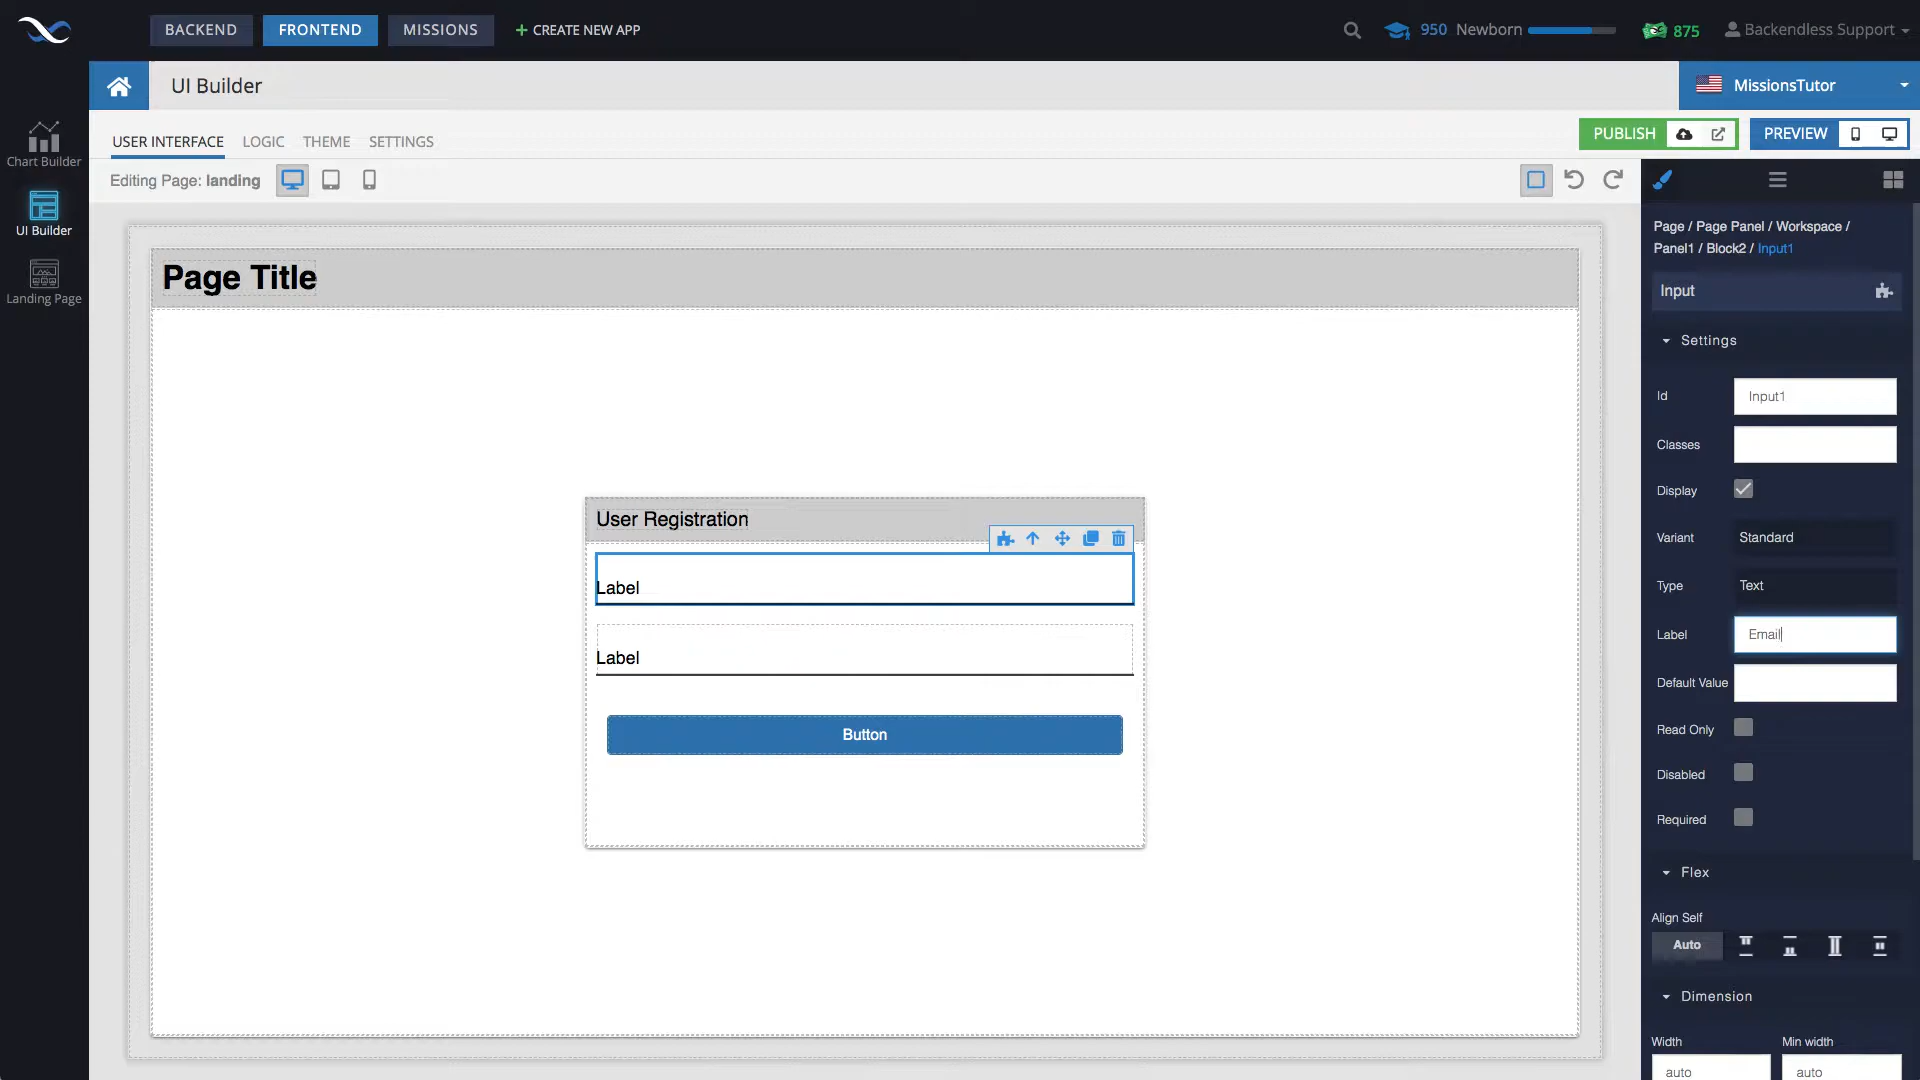 BACKEND
FRONTEND
MISSIONS
CREATE NEW APP
950 Newborn
875
Backendless Support
UI Builder
MissionsTutor
Chart Builder
UI Builder
Landing Page
USER INTERFACE
LOGIC
THEME
SETTINGS
PUBLISH
PREVIEW
Editing Page: landing
Page Title
User Registration
Label
Label
Button
Page / Page Panel / Workspace /
Panel1 / Block2 / Input1
Input
Settings
Id
Input1
Classes
Display
Variant
Standard
Type
Text
Label
Email
Default Value
Read Only
Disabled
Required
Flex
Align Self
Auto
Dimension
Width
Min width
auto
auto